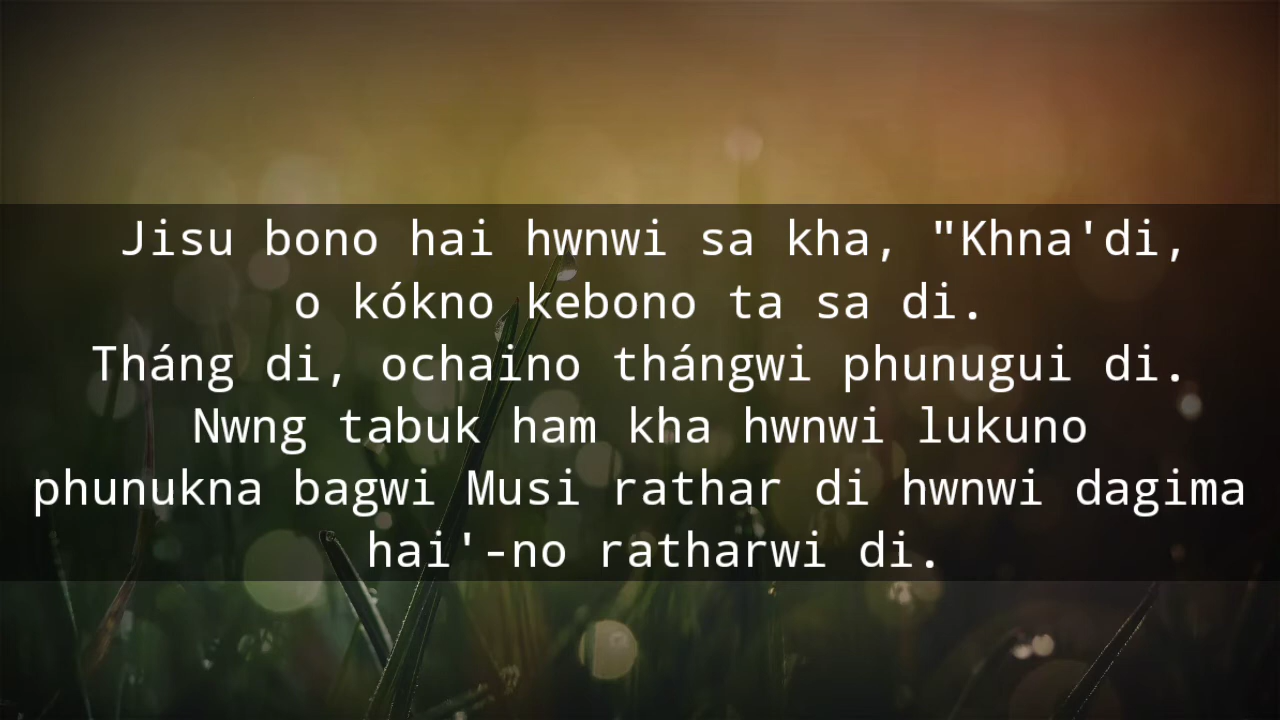 Jisu bono hai hwnwi sa kha, "Khna'di,
o kókno kebono ta sa di.
Tháng di, ochaino thángwi phunugui di.
Nwng tabuk ham kha hwnwi lukuno
phunukna bagwi Musi rathar di hwnwi dagima
hai'-no ratharwi di.